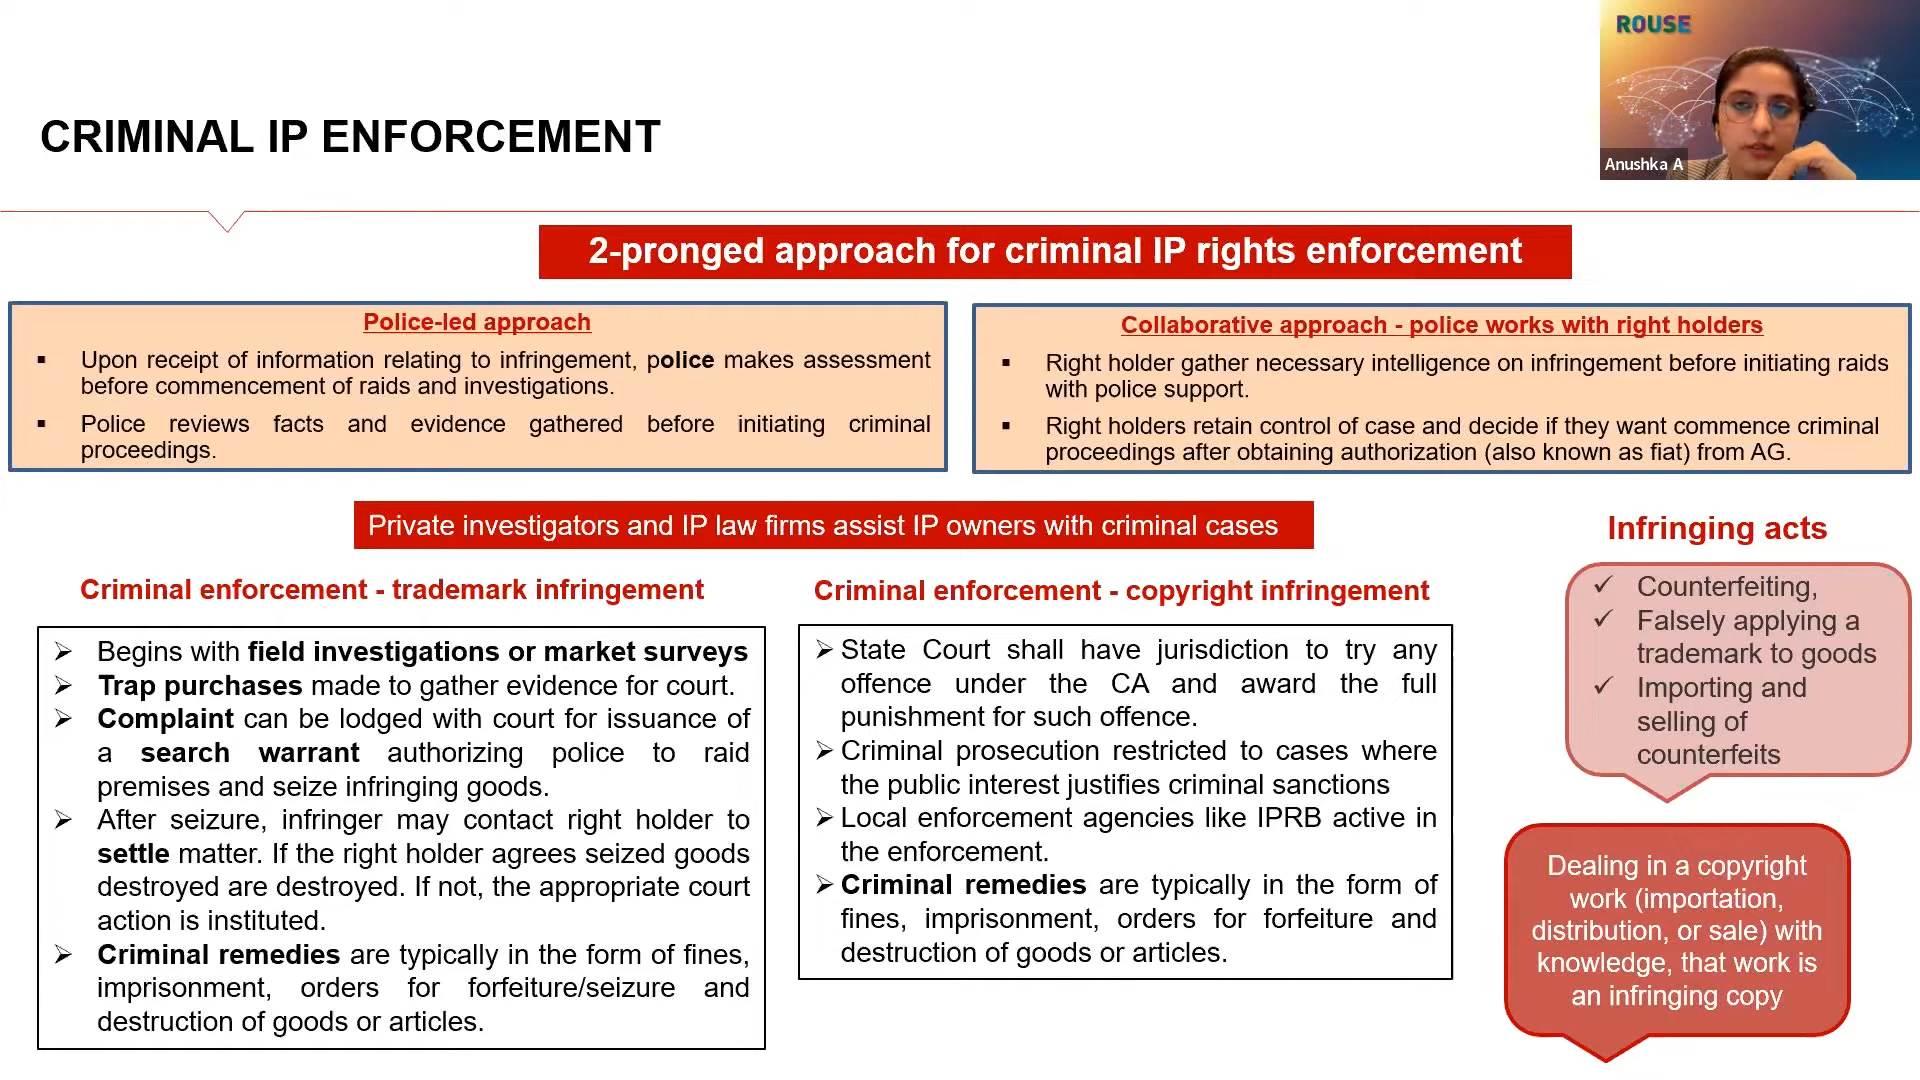 ROUSE
Anushka A
CRIMINAL IP ENFORCEMENT
2-pronged approach for criminal IP rights enforcement
Police-led approach
▪ Upon receipt of information relating to infringement, police makes assessment
before commencement of raids and investigations.
▪ Police reviews facts and evidence gathered before initiating criminal
proceedings.
Collaborative approach - police works with right holders
▪ Right holder gather necessary intelligence on infringement before initiating raids
with police support.
▪ Right holders retain control of case and decide if they want commence criminal
proceedings after obtaining authorization (also known as fiat) from AG.
Private investigators and IP law firms assist IP owners with criminal cases
Criminal enforcement - trademark infringement
➢ Begins with field investigations or market surveys
➢ Trap purchases made to gather evidence for court.
➢ Complaint can be lodged with court for issuance of
a search warrant authorizing police to raid
premises and seize infringing goods.
➢ After seizure, infringer may contact right holder to
settle matter. If the right holder agrees seized goods
destroyed are destroyed. If not, the appropriate court
action is instituted.
➢ Criminal remedies are typically in the form of fines,
imprisonment, orders for forfeiture/seizure and
destruction of goods or articles.
Criminal enforcement - copyright infringement
➢ State Court shall have jurisdiction to try any
offence under the CA and award the full
punishment for such offence.
➢ Criminal prosecution restricted to cases where
the public interest justifies criminal sanctions
➢ Local enforcement agencies like IPRB active in
the enforcement.
➢ Criminal remedies are typically in the form of
fines, imprisonment, orders for forfeiture and
destruction of goods or articles.
Infringing acts
✓ Counterfeiting,
✓ Falsely applying a
trademark to goods
✓ Importing and
selling of
counterfeits
Dealing in a copyright
work (importation,
distribution, or sale) with
knowledge, that work is
an infringing copy